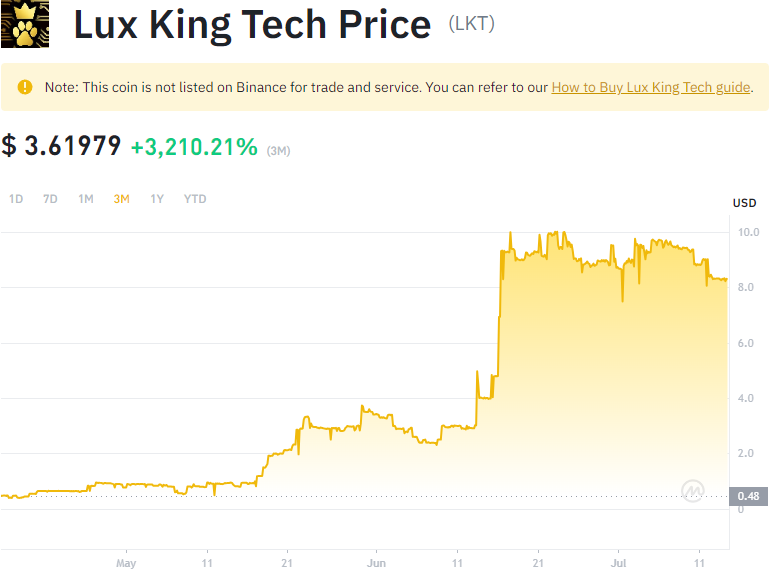 Lux King Tech Price (LKT)
Note: This coin is not listed on Binance for trade and service. You can refer to our How to Buy Lux King Tech guide.
$ 3.61979 +3,210.21% (3M)
1D 7D 1M 3M 1Y YTD
USD
10.0
8.0
6.0
4.0
2.0
0.48
0
May 11 21 Jun 11 21 Jul 11